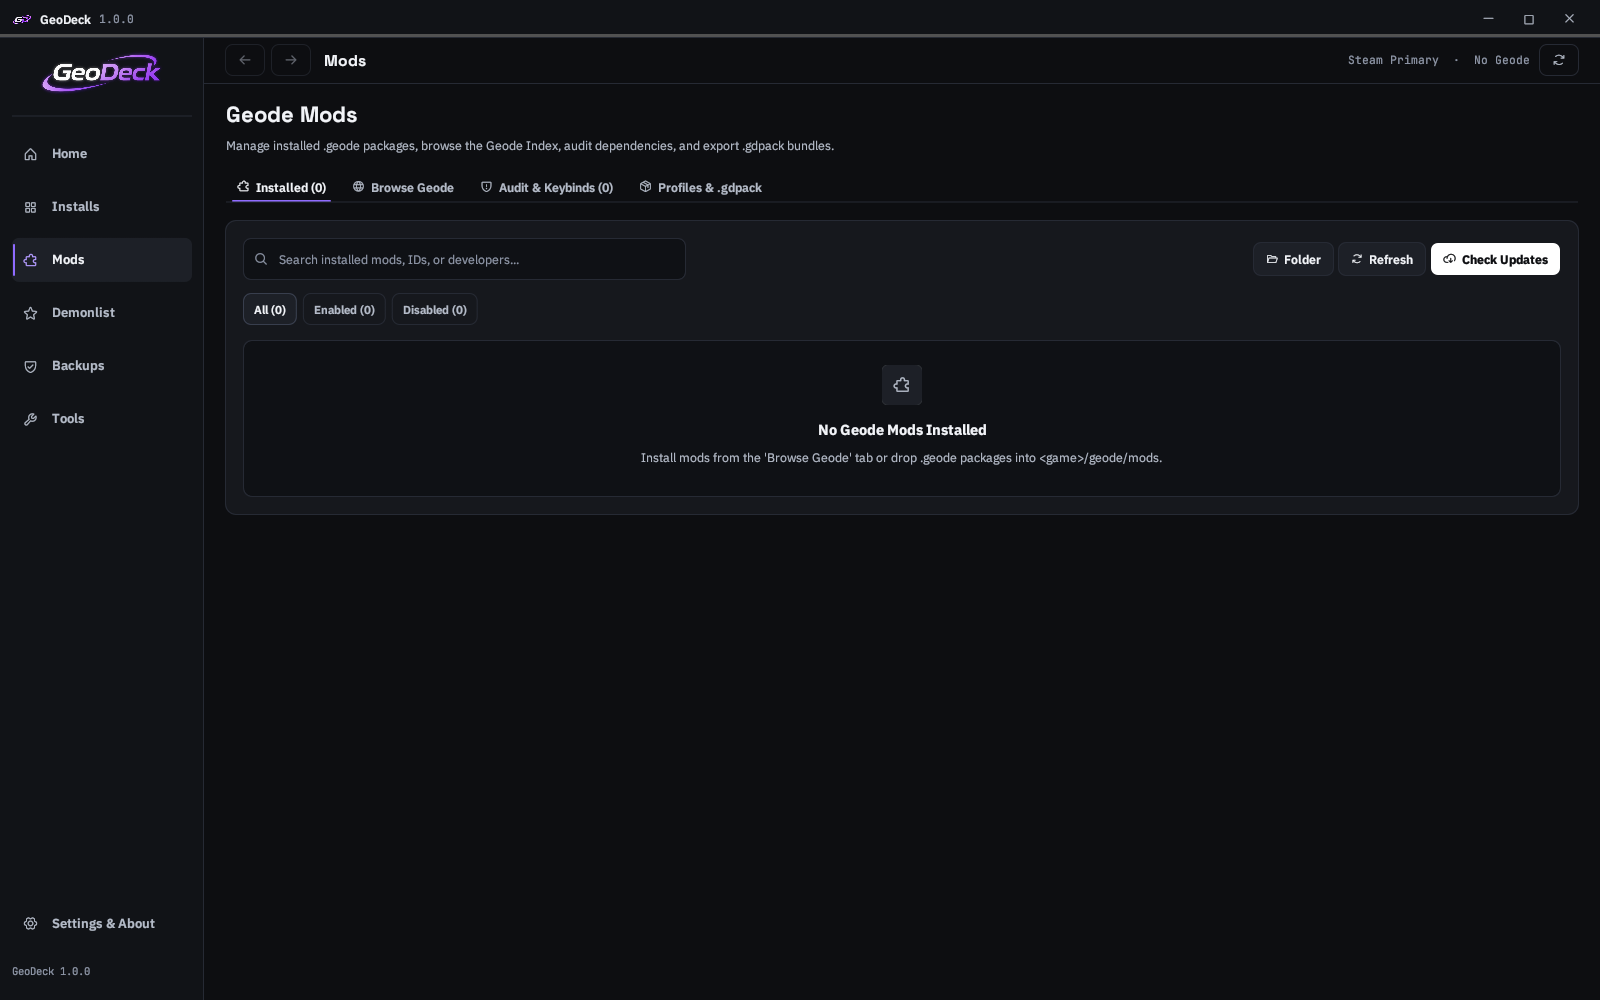 GeoDeck 1.0.0
GeoDeck
Mods
Steam Primary · No Geode
Home
Installs
Mods
Demonlist
Backups
Tools
Settings & About
GeoDeck 1.0.0
Geode Mods
Manage installed .geode packages, browse the Geode Index, audit dependencies, and export .gdpack bundles.
Installed (0) Browse Geode Audit & Keybinds (0) Profiles & .gdpack
Search installed mods, IDs, or developers...
Folder Refresh Check Updates
All (0) Enabled (0) Disabled (0)
No Geode Mods Installed
Install mods from the 'Browse Geode' tab or drop .geode packages into <game>/geode/mods.